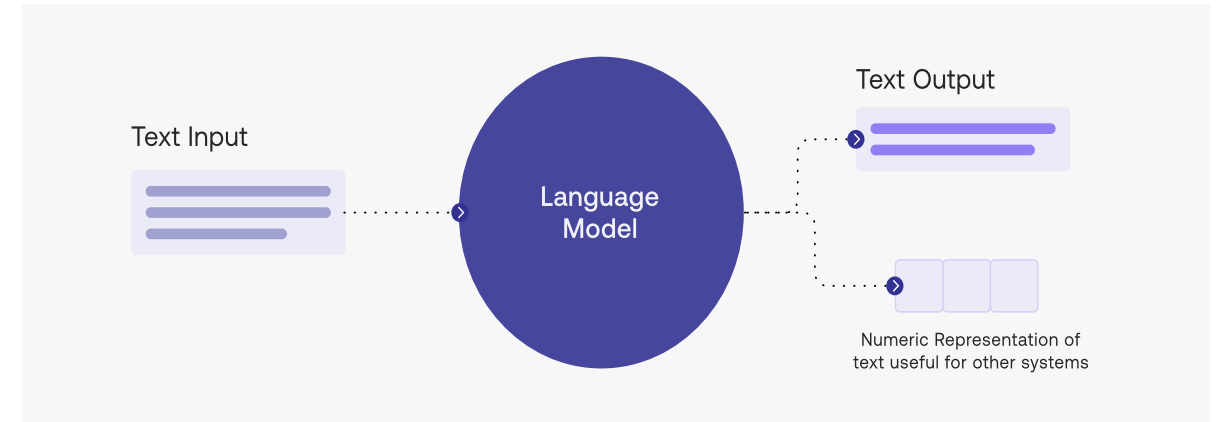 Text Input
Language
Model
Text Output
Numeric Representation of
text useful for other systems